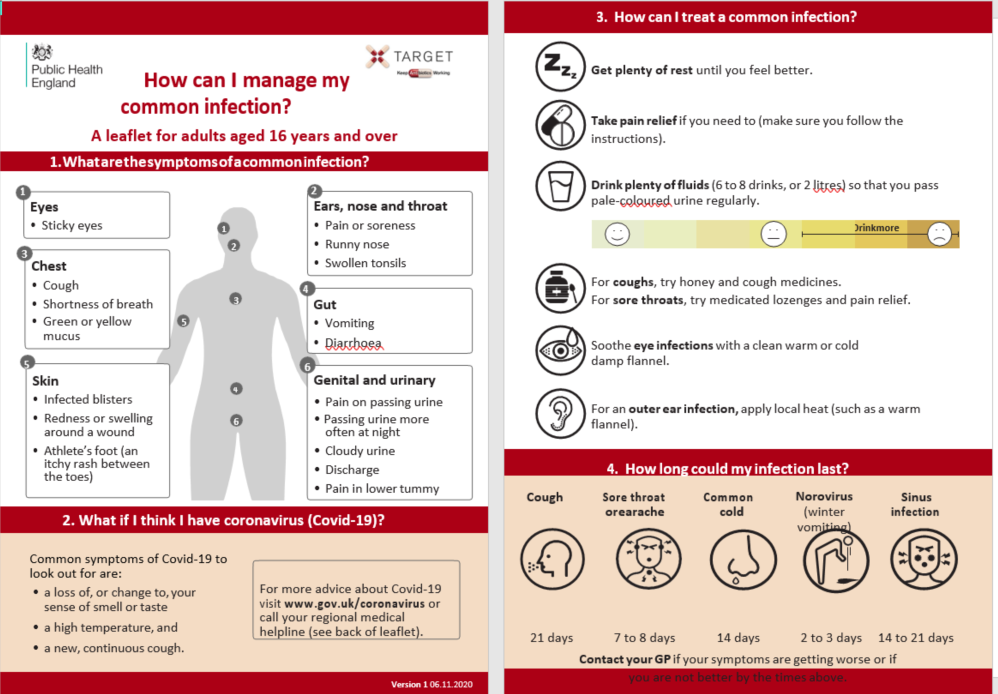 Public Health
England
TARGET
Keep Antibiotics Working
How can I manage my
common infection?
A leaflet for adults aged 16 years and over
1.Whatarethesymptomsofacommoninfection?
1
Eyes
• Sticky eyes
2
Ears, nose and throat
• Pain or soreness
• Runny nose
• Swollen tonsils
3
Chest
• Cough
• Shortness of breath
• Green or yellow
mucus
4
Gut
• Vomiting
• Diarrhoea
5
Skin
• Infected blisters
• Redness or swelling
around a wound
• Athlete's foot (an
itchy rash between
the toes)
6
Genital and urinary
• Pain on passing urine
• Passing urine more
often at night
• Cloudy urine
• Discharge
• Pain in lower tummy
1
2
3
5
4
6
2. What if I think I have coronavirus (Covid-19)?
Common symptoms of Covid-19 to
look out for are:
• a loss of, or change to, your
sense of smell or taste
• a high temperature, and
• a new, continuous cough.
For more advice about Covid-19
visit www.gov.uk/coronavirus or
call your regional medical
helpline (see back of leaflet).
Version 1 06.11.2020
3. How can I treat a common infection?
Zzz
Get plenty of rest until you feel better.
Take pain relief if you need to (make sure you follow the
instructions).
Drink plenty of fluids (6 to 8 drinks, or 2 litres) so that you pass
pale-coloured urine regularly.
Drinkmore
For coughs, try honey and cough medicines.
For sore throats, try medicated lozenges and pain relief.
Soothe eye infections with a clean warm or cold
damp flannel.
For an outer ear infection, apply local heat (such as a warm
flannel).
4. How long could my infection last?
Cough
Sore throat
orearache
Common
cold
Norovirus
(winter
vomiting)
Sinus
infection
21 days
7 to 8 days
14 days
2 to 3 days
14 to 21 days
Contact your GP if your symptoms are getting worse or if
you are not better by the times above.